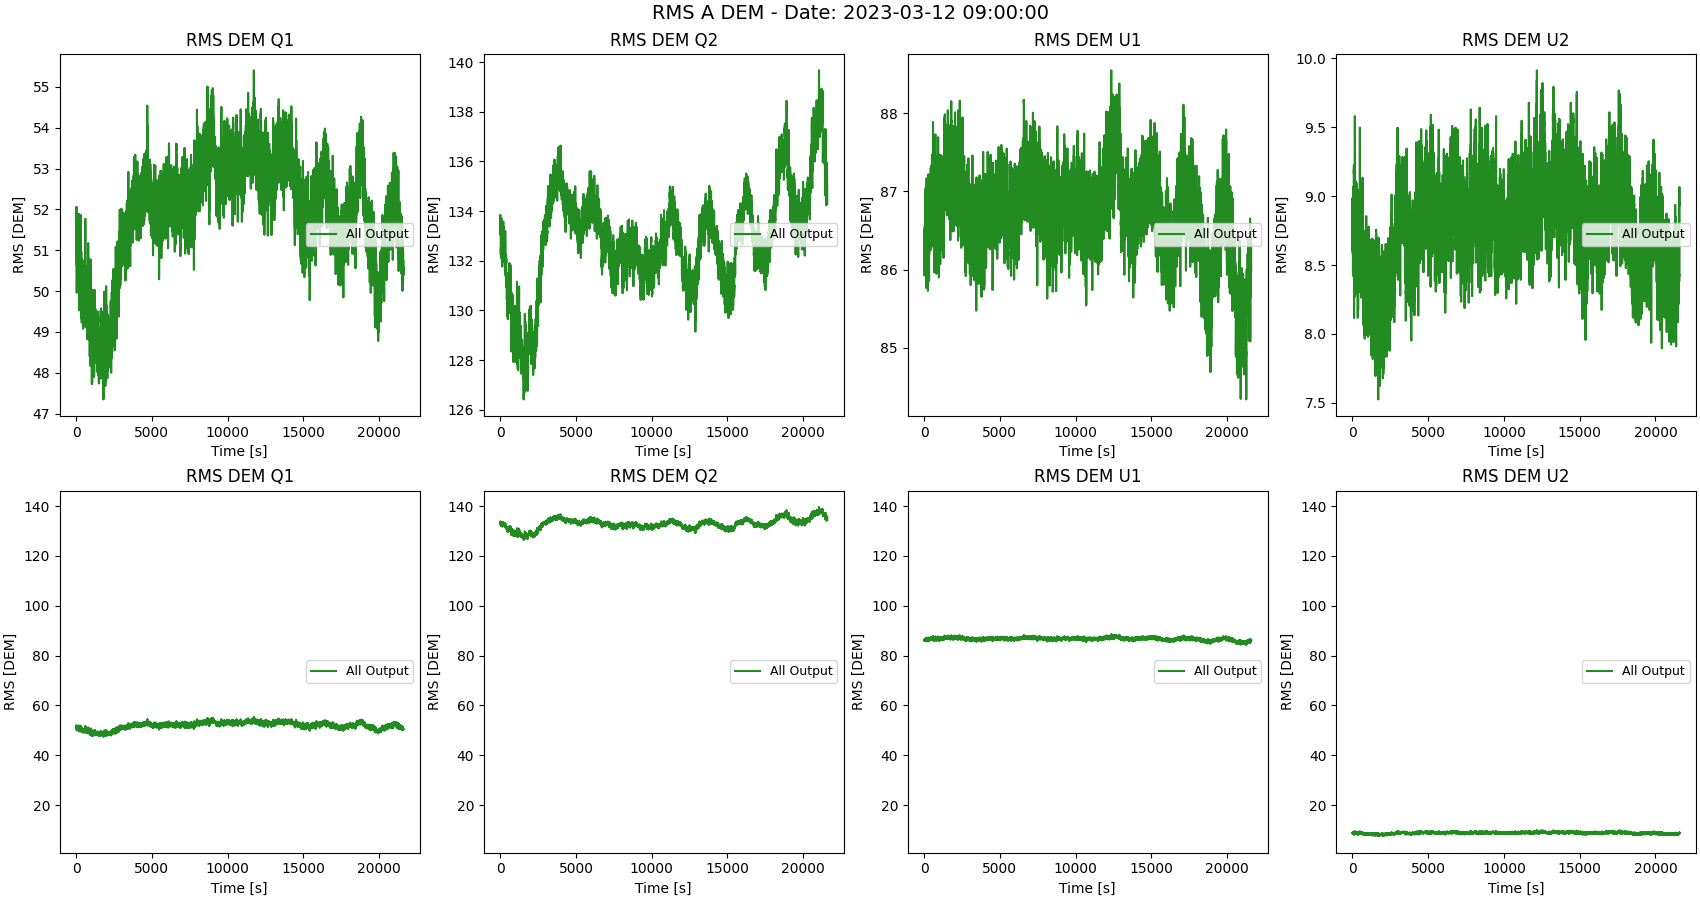 RMS A DEM - Date: 2023-03-12 09:00:00
RMS DEM Q1
RMS [DEM]
55
54
53
52
51
50
49
48
47
All Output
0 5000 10000 15000 20000
Time [s]
RMS DEM Q2
RMS [DEM]
140
138
136
134
132
130
128
126
All Output
0 5000 10000 15000 20000
Time [s]
RMS DEM U1
RMS [DEM]
88
87
86
85
All Output
0 5000 10000 15000 20000
Time [s]
RMS DEM U2
RMS [DEM]
10.0
9.5
9.0
8.5
8.0
7.5
All Output
0 5000 10000 15000 20000
Time [s]
RMS DEM Q1
RMS [DEM]
140
120
100
80
60
40
20
All Output
0 5000 10000 15000 20000
Time [s]
RMS DEM Q2
RMS [DEM]
140
120
100
80
60
40
20
All Output
0 5000 10000 15000 20000
Time [s]
RMS DEM U1
RMS [DEM]
140
120
100
80
60
40
20
All Output
0 5000 10000 15000 20000
Time [s]
RMS DEM U2
RMS [DEM]
140
120
100
80
60
40
20
All Output
0 5000 10000 15000 20000
Time [s]